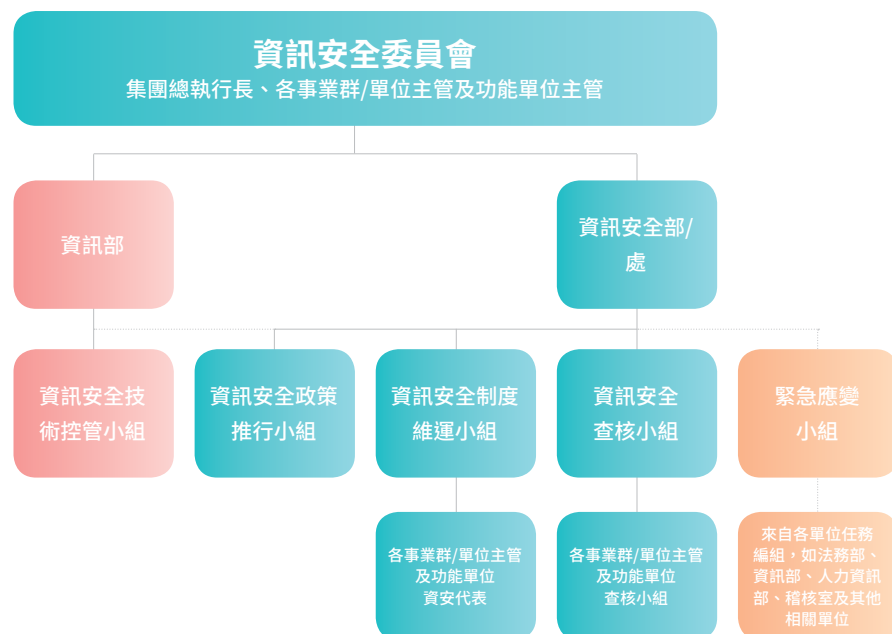 資訊安全委員會
集團總執行長、各事業群/單位主管及功能單位主管
資訊部
資訊安全部/
處
資訊安全技
術控管小組
資訊安全政策
推行小組
資訊安全制度
維運小組
資訊安全
查核小組
緊急應變
小組
各事業群/單位主管
及功能單位
資安代表
各事業群/單位主管
及功能單位
查核小組
來自各單位任務
編組，如法務部、
資訊部、人力資訊
部、稽核室及其他
相關單位